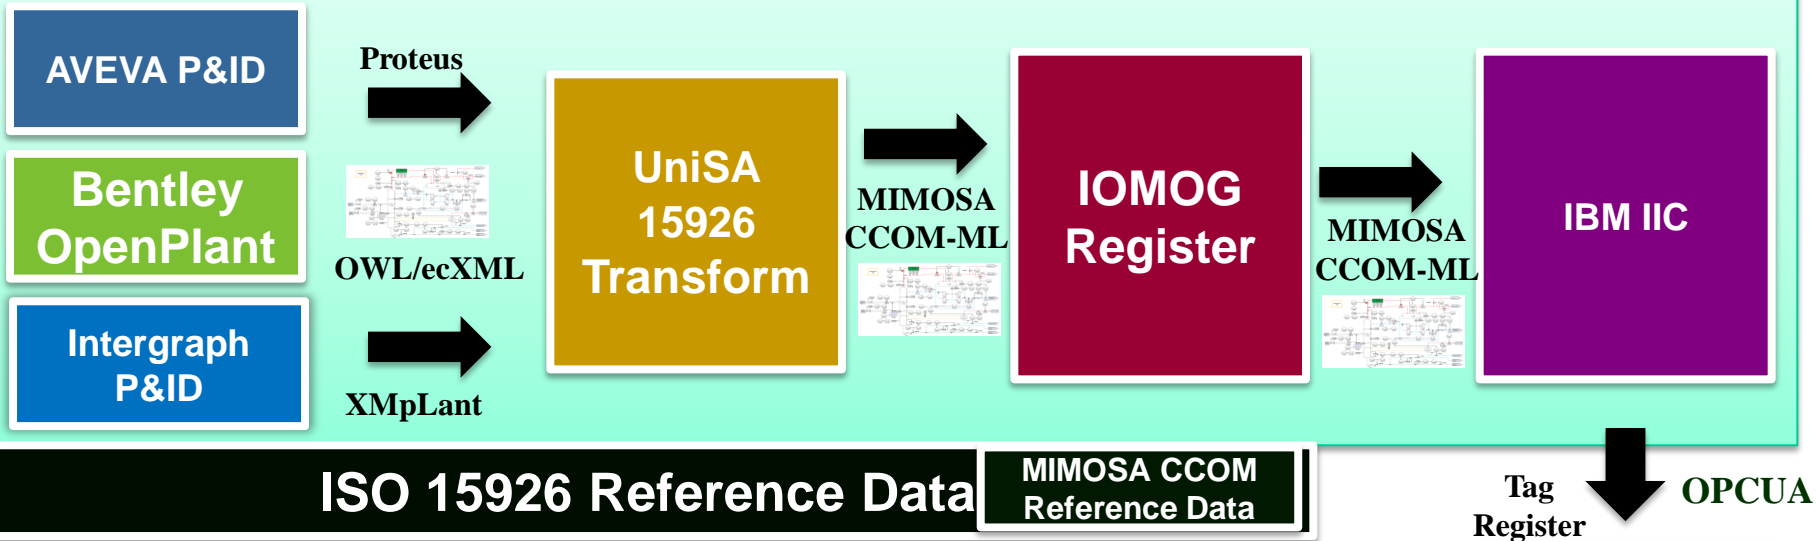 AVEVA P&ID
Bentley
OpenPlant
Intergraph
P&ID
Proteus
OWL/ecXML
XMpLant
UniSA
15926
Transform
MIMOSA
CCOM-ML
IOMOG
Register
MIMOSA
CCOM-ML
IBM IIC
ISO 15926 Reference Data
MIMOSA CCOM
Reference Data
Tag
Register
OPCUA